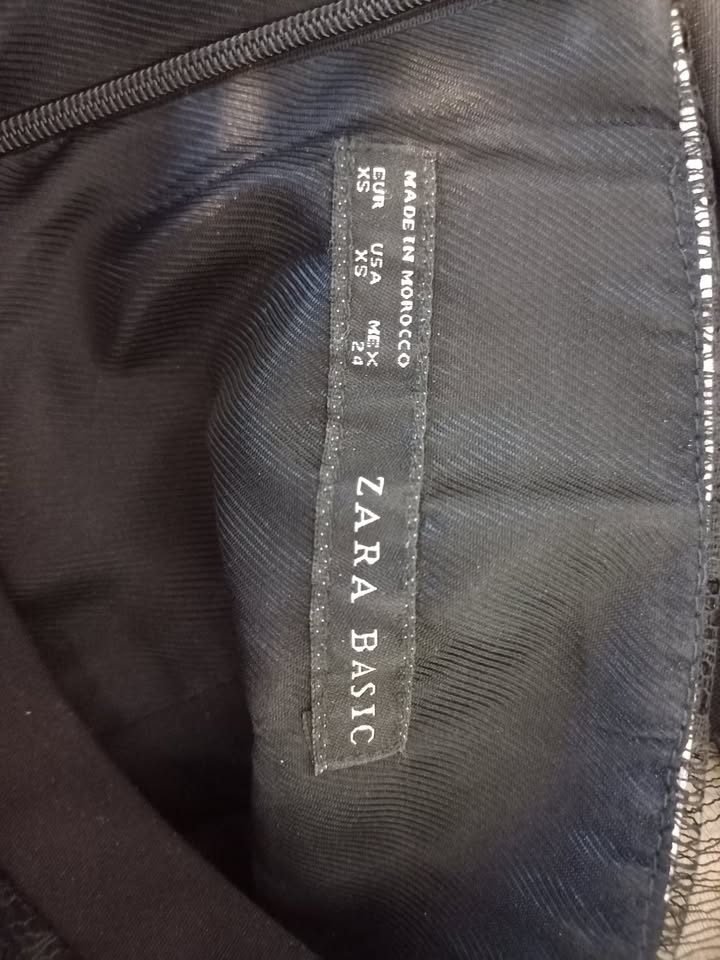 MADE IN MOROCCO
EUR USA MEX
XS XS 24
ZARA BASIC